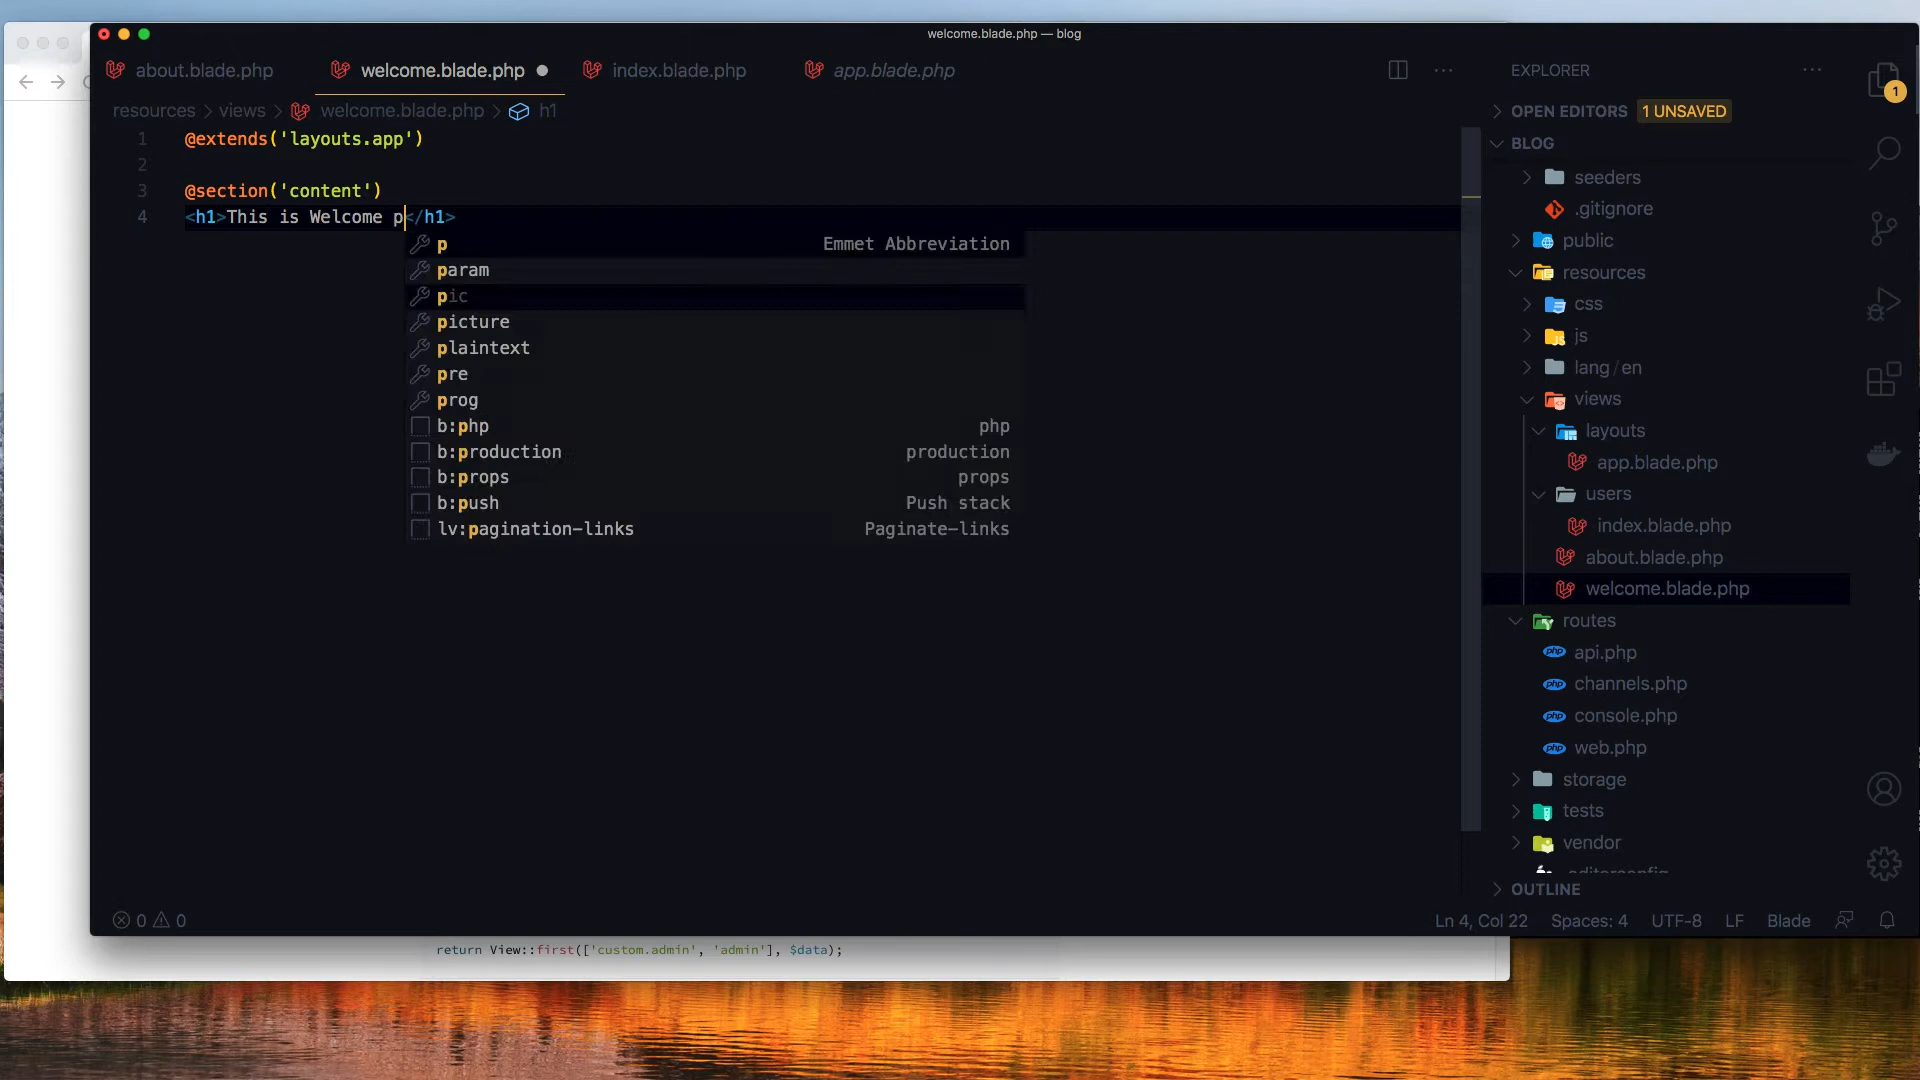 welcome.blade.php — blog
about.blade.php
welcome.blade.php
index.blade.php
app.blade.php
resources > views > welcome.blade.php > h1
1 @extends('layouts.app')
2
3 @section('content')
4 <h1>This is Welcome p</h1>
p Emmet Abbreviation
param
pic
picture
plaintext
pre
prog
b:php php
b:production production
b:props props
b:push Push stack
lv:pagination-links Paginate-links
EXPLORER
OPEN EDITORS 1 UNSAVED
BLOG
seeders
.gitignore
public
resources
css
js
lang/en
views
layouts
app.blade.php
users
index.blade.php
about.blade.php
welcome.blade.php
routes
php api.php
php channels.php
php console.php
php web.php
storage
tests
vendor
.editorconfig
OUTLINE
1
0 0
Ln 4, Col 22 Spaces: 4 UTF-8 LF Blade
return View::first(['custom.admin', 'admin'], $data);